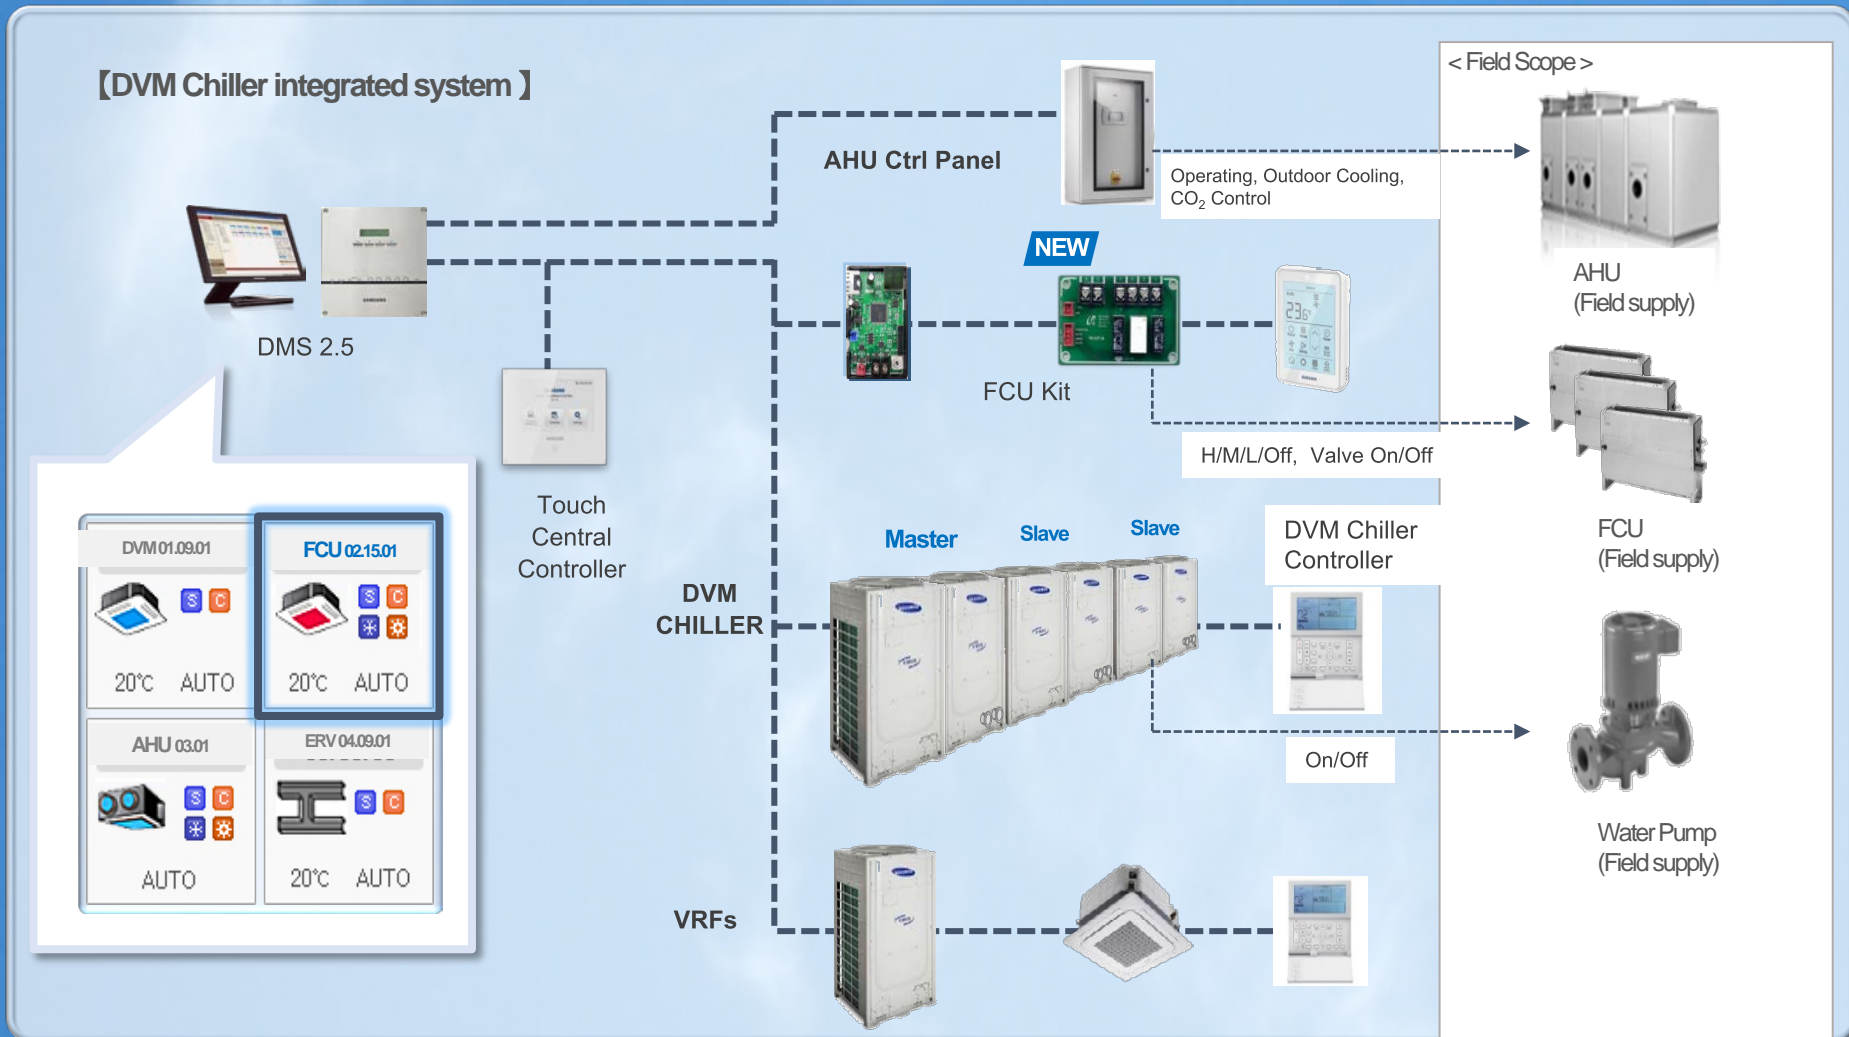 【DVM Chiller integrated system 】
< Field Scope >
AHU Ctrl Panel
Operating, Outdoor Cooling,
CO₂ Control
AHU
(Field supply)
NEW
SAMSUNG
DMS 2.5
FCU Kit
H/M/L/Off, Valve On/Off
FCU
(Field supply)
Touch
Central
Controller
DVM 01.09.01
S C
20℃ AUTO
FCU 02.15.01
S C
20℃ AUTO
AHU 03.01
S C
AUTO
ERV 04.09.01
S C
20℃ AUTO
Master
Slave
Slave
DVM
CHILLER
DVM Chiller
Controller
On/Off
Water Pump
(Field supply)
VRFs